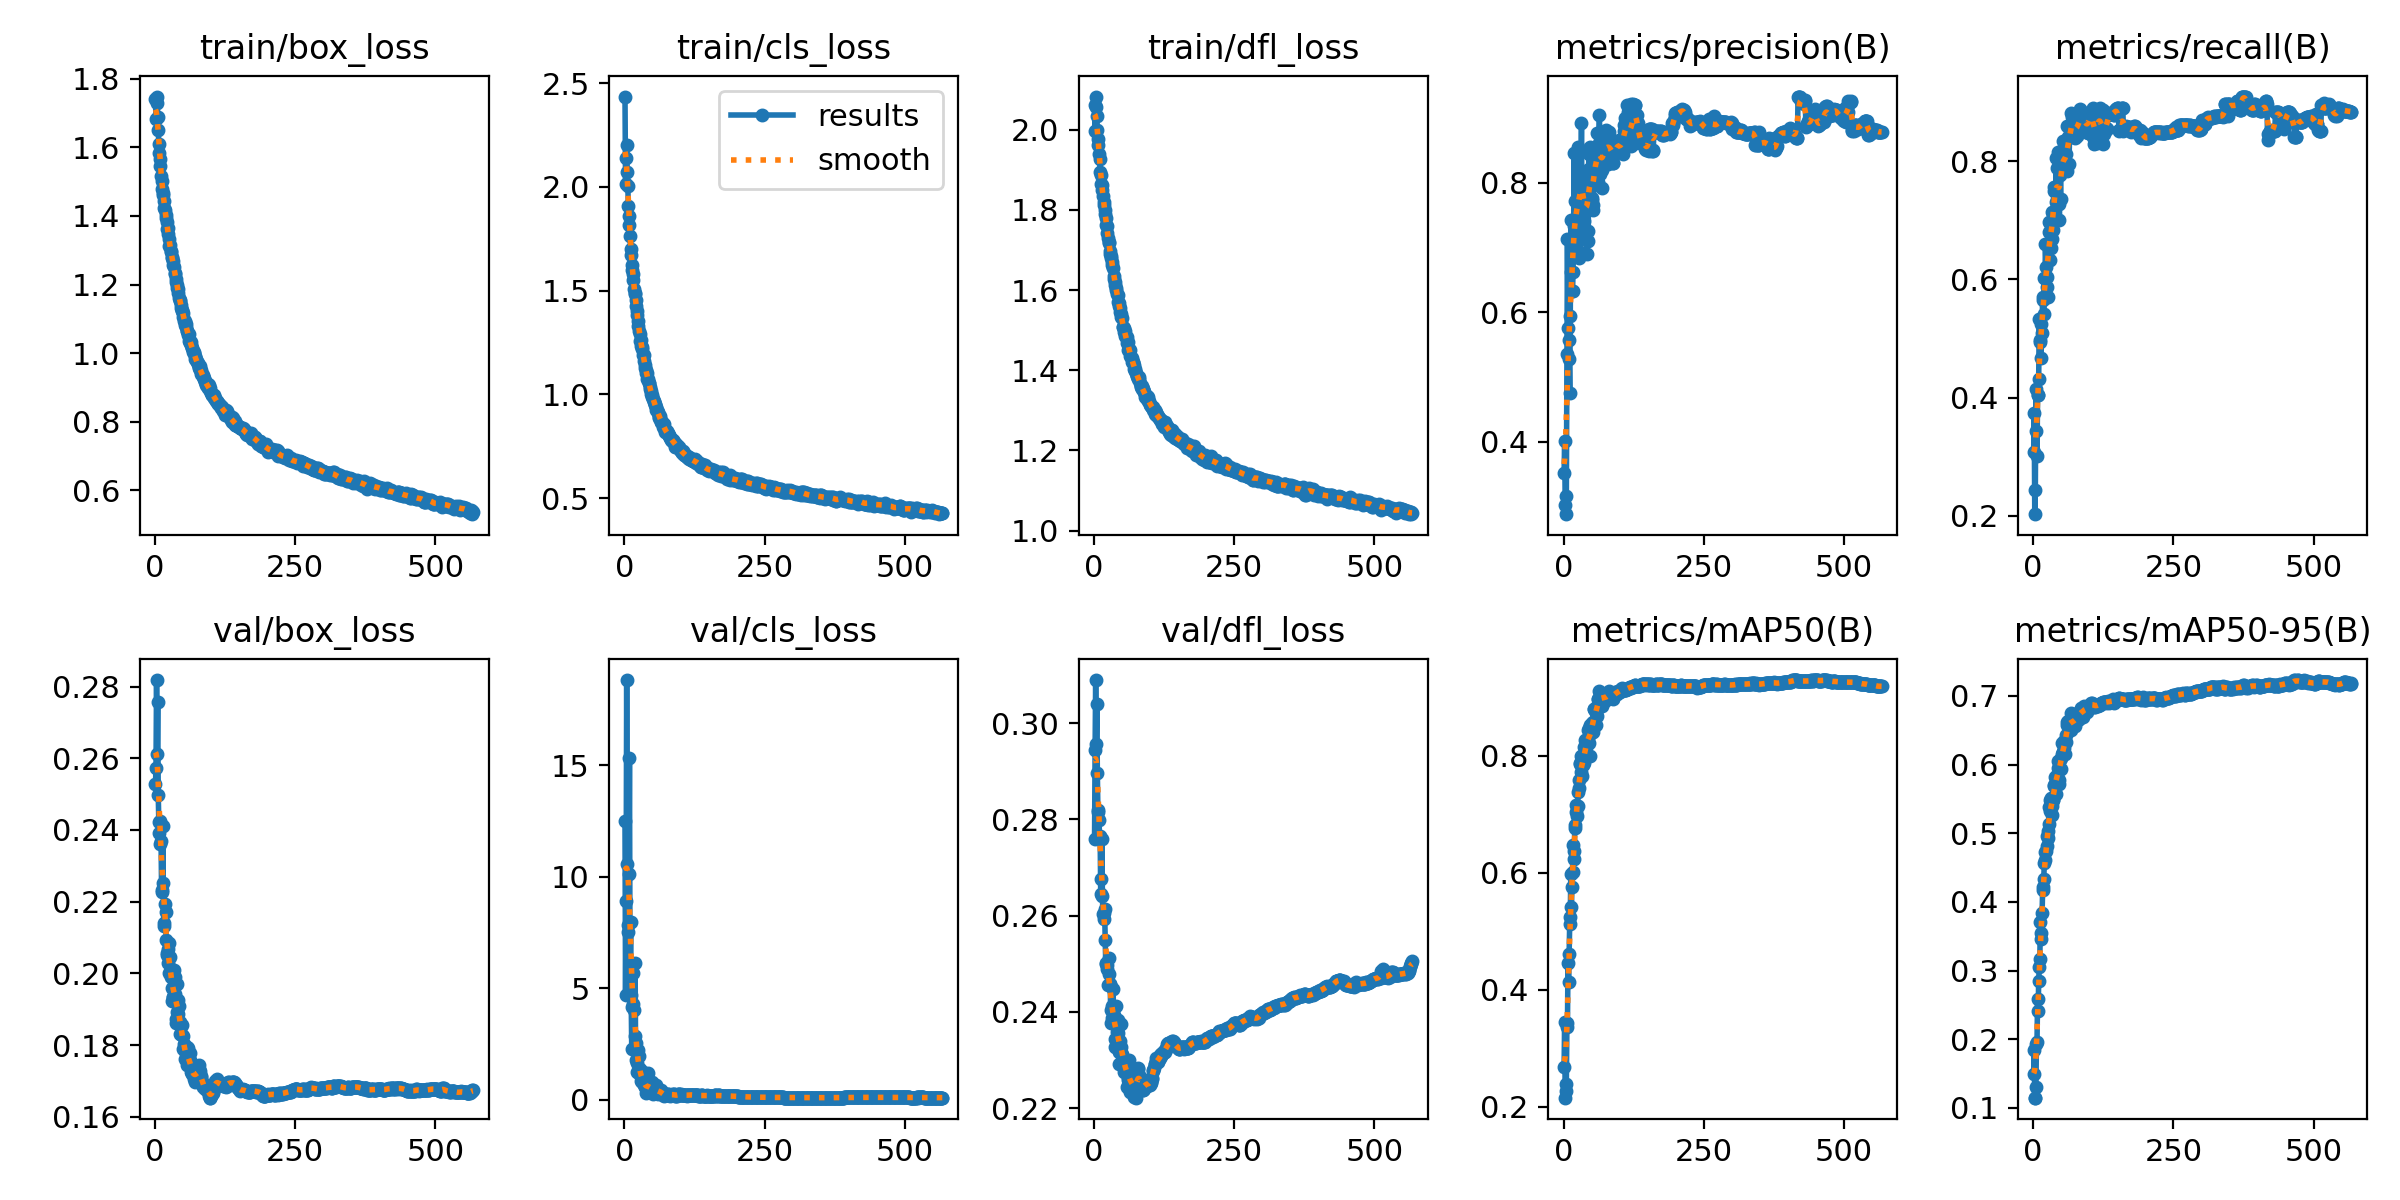 train/box_loss
train/cls_loss
train/dfl_loss
metrics/precision(B)
metrics/recall(B)
1.8
1.6
1.4
1.2
1.0
0.8
0.6
0 250 500
2.5
2.0
1.5
1.0
0.5
results
smooth
0 250 500
2.0
1.8
1.6
1.4
1.2
1.0
0 250 500
0.8
0.6
0.4
0 250 500
0.8
0.6
0.4
0.2
0 250 500
val/box_loss
val/cls_loss
val/dfl_loss
metrics/mAP50(B)
metrics/mAP50-95(B)
0.28
0.26
0.24
0.22
0.20
0.18
0.16
0 250 500
15
10
5
0
0 250 500
0.30
0.28
0.26
0.24
0.22
0 250 500
0.8
0.6
0.4
0.2
0 250 500
0.7
0.6
0.5
0.4
0.3
0.2
0.1
0 250 500